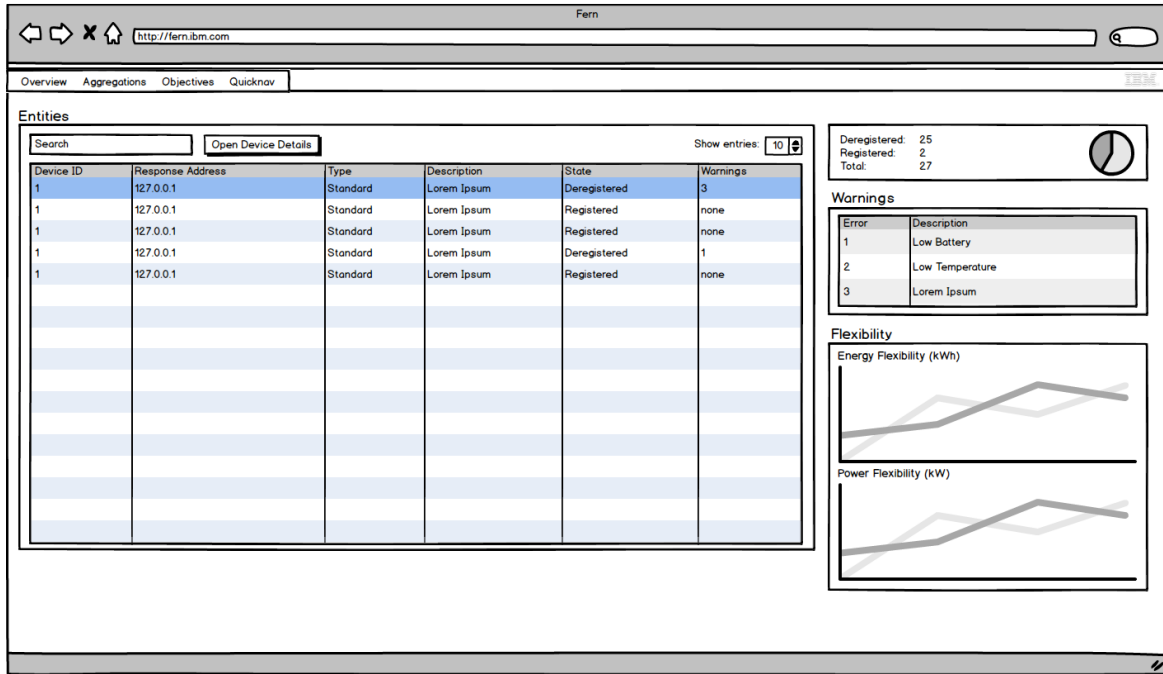 Fern
http://fern.ibm.com
Overview Aggregations Objectives Quicknav
IBM
Entities
Search Open Device Details Show entries: 10
Device ID Response Address Type Description State Warnings
1 127.0.0.1 Standard Lorem Ipsum Deregistered 3
1 127.0.0.1 Standard Lorem Ipsum Registered none
1 127.0.0.1 Standard Lorem Ipsum Registered none
1 127.0.0.1 Standard Lorem Ipsum Deregistered 1
1 127.0.0.1 Standard Lorem Ipsum Registered none
Deregistered: 25
Registered: 2
Total: 27
Warnings
Error Description
1 Low Battery
2 Low Temperature
3 Lorem Ipsum
Flexibility
Energy Flexibility (kWh)
Power Flexibility (kW)